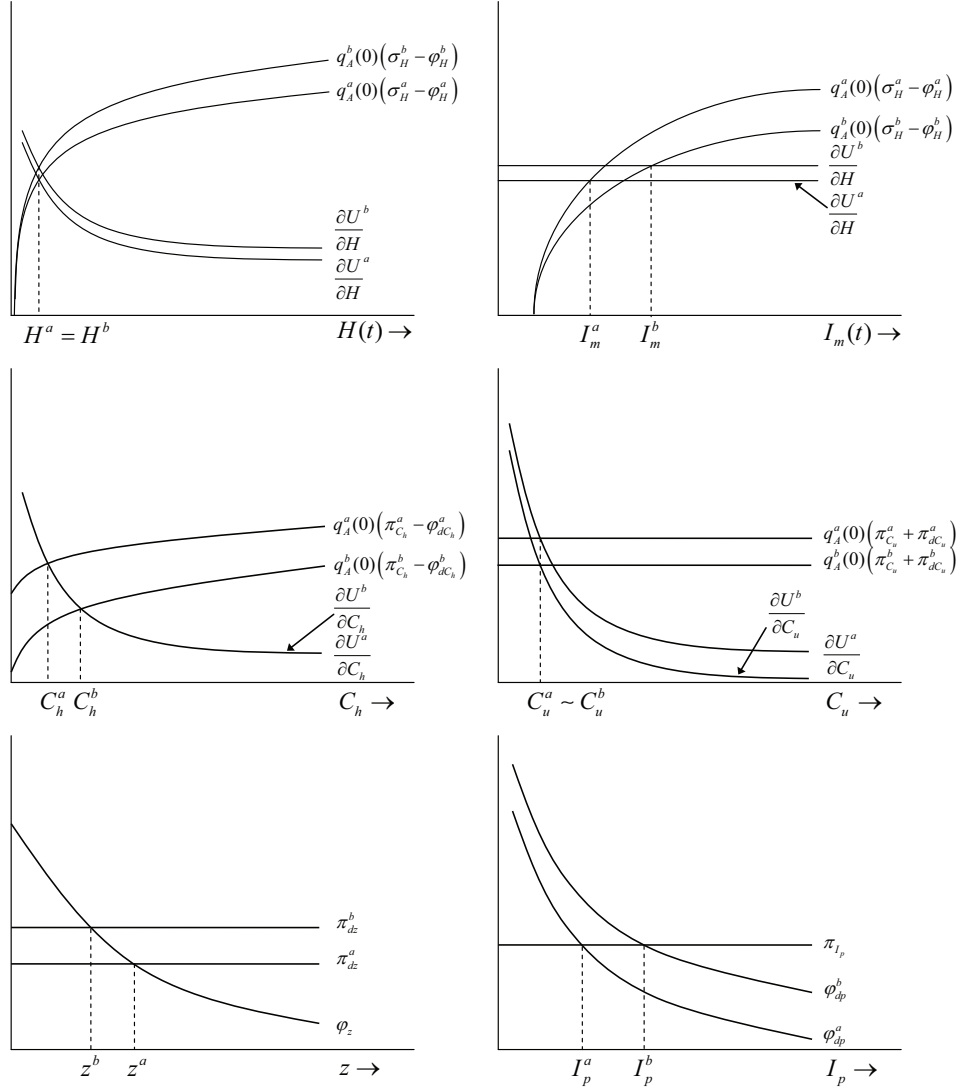 q_A^b(0)(σ_H^b − φ_H^b)
q_A^a(0)(σ_H^a − φ_H^a)
∂U^b/∂H
∂U^a/∂H
H^a = H^b
H(t) →
q_A^a(0)(σ_H^a − φ_H^a)
q_A^b(0)(σ_H^b − φ_H^b)
∂U^b/∂H
∂U^a/∂H
I_m^a
I_m^b
I_m(t) →
q_A^a(0)(π_{C_h}^a − φ_{dC_h}^a)
q_A^b(0)(π_{C_h}^b − φ_{dC_h}^b)
∂U^b/∂C_h
∂U^a/∂C_h
C_h^a
C_h^b
C_h →
q_A^a(0)(π_{C_u}^a + π_{dC_u}^a)
q_A^b(0)(π_{C_u}^b + π_{dC_u}^b)
∂U^b/∂C_u
∂U^a/∂C_u
C_u^a ~ C_u^b
C_u →
π_{dz}^b
π_{dz}^a
φ_z
z^b
z^a
z →
π_{I_p}
φ_{dp}^b
φ_{dp}^a
I_p^a
I_p^b
I_p →